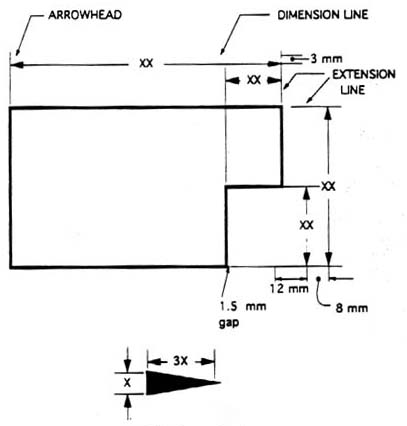 ARROWHEAD
DIMENSION LINE
XX
3 mm
XX
EXTENSION
LINE
XX
XX
12 mm
1.5 mm
gap
8 mm
3X
X